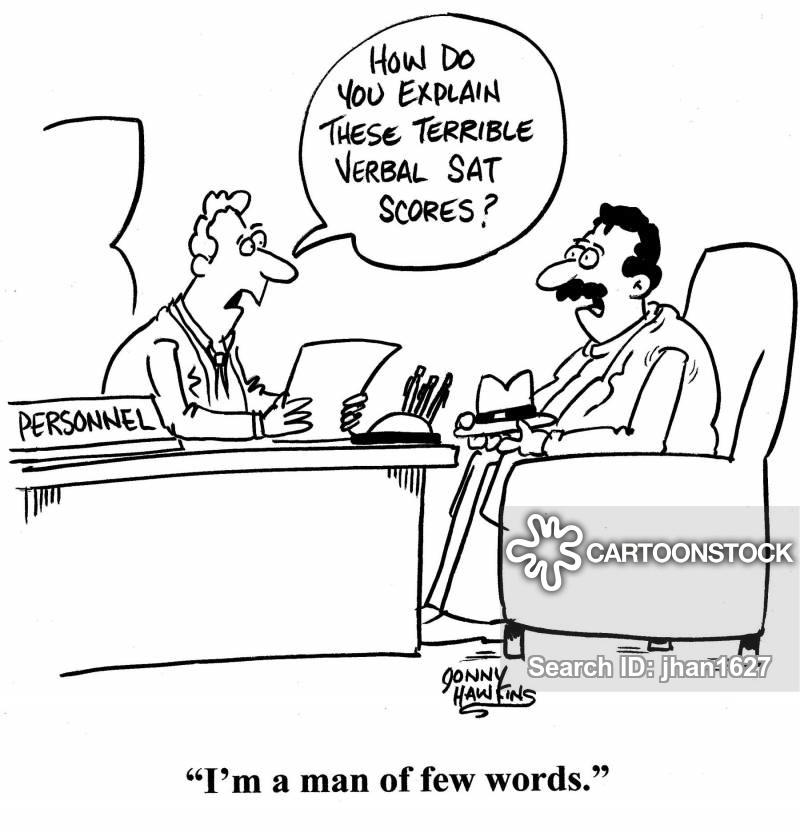 HOW DO
YOU EXPLAIN
THESE TERRIBLE
VERBAL SAT
SCORES?
PERSONNEL
CARTOONSTOCK
Search ID: jhan1627
JONNY
HAWKINS
“I’m a man of few words.”